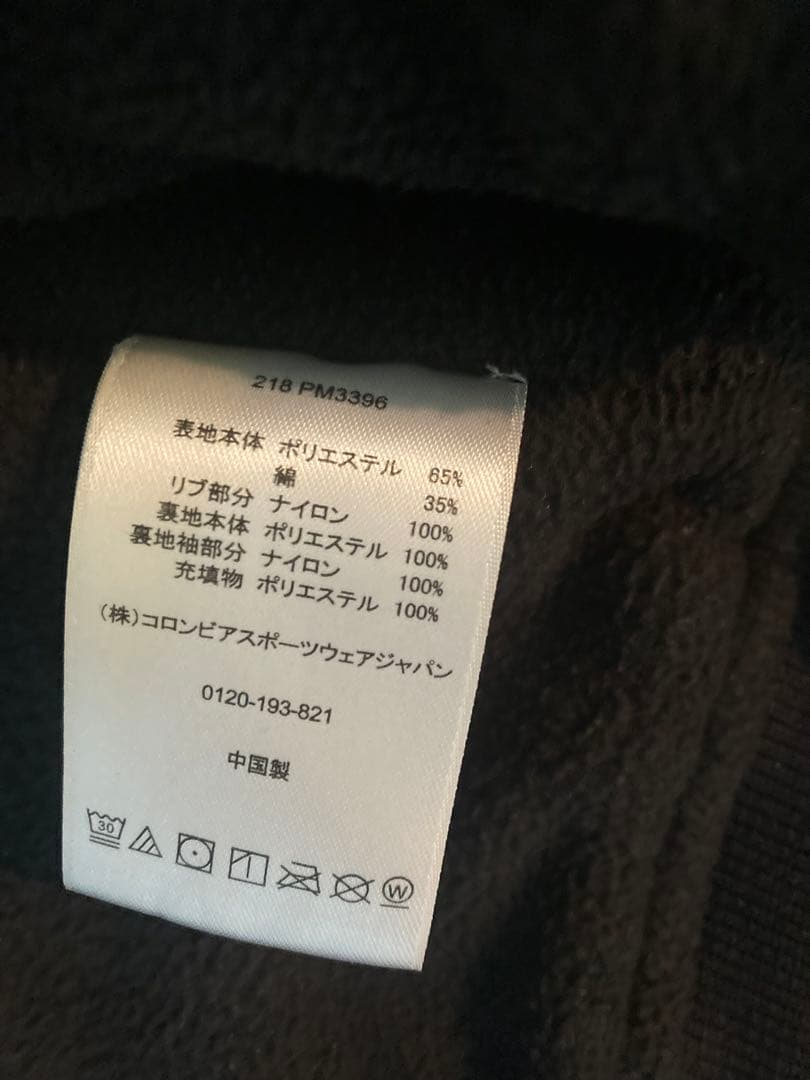 218 PM3396
表地本体 ポリエステル 65%
綿 35%
リブ部分 ナイロン 100%
裏地本体 ポリエステル 100%
裏地袖部分 ナイロン 100%
充填物 ポリエステル 100%
(株)コロンビアスポーツウェアジャパン
0120-193-821
中国製
30 W